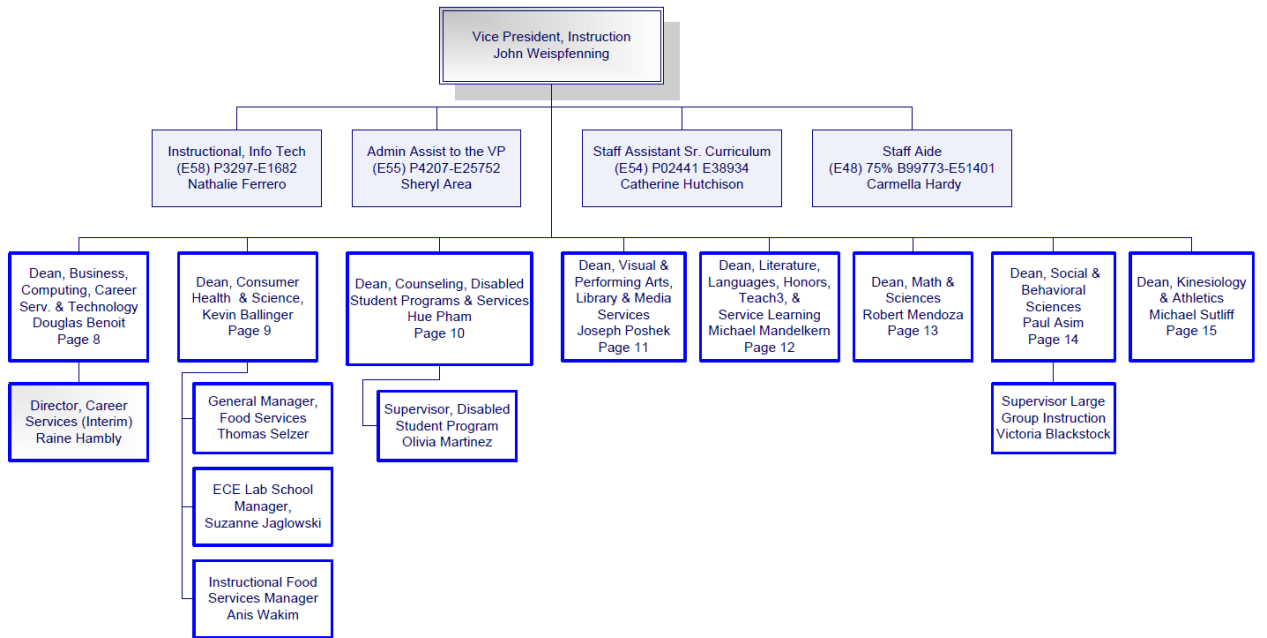 Vice President, Instruction
John Weispfenning
Instructional, Info Tech
(E58) P3297-E1682
Nathalie Ferrero
Admin Assist to the VP
(E55) P4207-E25752
Sheryl Area
Staff Assistant Sr. Curriculum
(E54) P02441 E38934
Catherine Hutchison
Staff Aide
(E48) 75% B99773-E51401
Carmella Hardy
Dean, Business,
Computing, Career
Serv. & Technology
Douglas Benoit
Page 8
Dean, Consumer
Health & Science,
Kevin Ballinger
Page 9
Dean, Counseling, Disabled
Student Programs & Services
Hue Pham
Page 10
Dean, Visual &
Performing Arts,
Library & Media
Services
Joseph Poshek
Page 11
Dean, Literature,
Languages, Honors,
Teach3, &
Service Learning
Michael Mandelkern
Page 12
Dean, Math &
Sciences
Robert Mendoza
Page 13
Dean, Social &
Behavioral
Sciences
Paul Asim
Page 14
Dean, Kinesiology
& Athletics
Michael Sutliff
Page 15
Director, Career
Services (Interim)
Raine Hambly
General Manager,
Food Services
Thomas Selzer
Supervisor, Disabled
Student Program
Olivia Martinez
Supervisor Large
Group Instruction
Victoria Blackstock
ECE Lab School
Manager,
Suzanne Jaglowski
Instructional Food
Services Manager
Anis Wakim